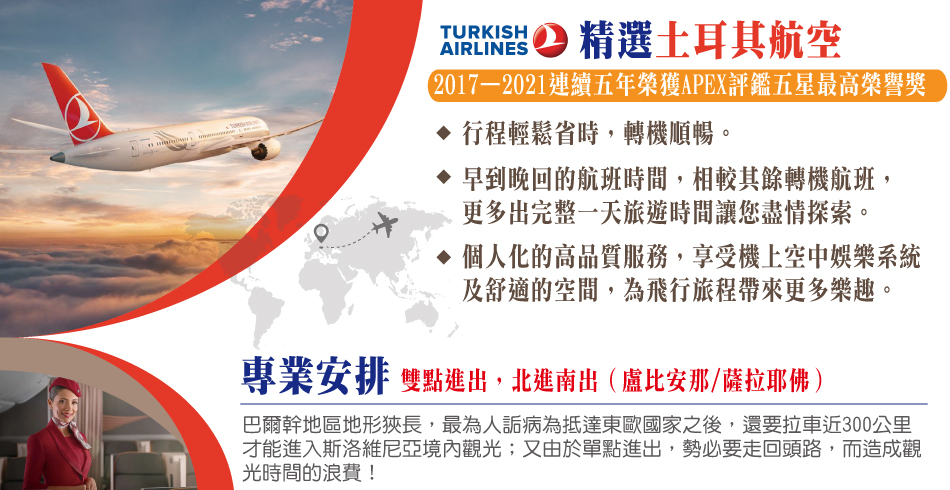 TURKISH
AIRLINES
精選土耳其航空
2017—2021連續五年榮獲APEX評鑑五星最高榮譽獎
◆ 行程輕鬆省時，轉機順暢。
◆ 早到晚回的航班時間，相較其餘轉機航班，
更多出完整一天旅遊時間讓您盡情探索。
◆ 個人化的高品質服務，享受機上空中娛樂系統
及舒適的空間，為飛行旅程帶來更多樂趣。
專業安排 雙點進出，北進南出（盧比安那/薩拉耶佛）
巴爾幹地區地形狹長，最為人詬病為抵達東歐國家之後，還要拉車近300公里
才能進入斯洛維尼亞境內觀光；又由於單點進出，勢必要走回頭路，而造成觀
光時間的浪費！